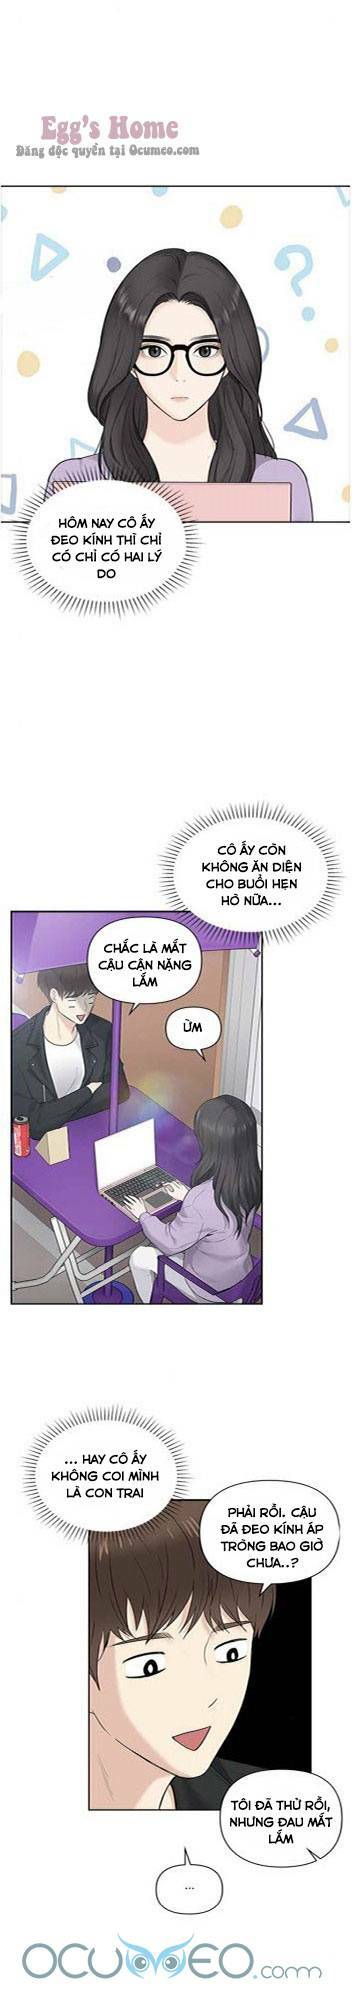 Egg's Home
Đăng độc quyền tại Ocumeo.com
HÔM NAY CÔ ẤY
ĐEO KÍNH THÌ CHỈ
CÓ CHỈ CÓ HAI LÝ
DO
CÔ ẤY CÒN
KHÔNG ĂN DIỆN
CHO BUỔI HẸN
HÒ NỮA...
CHẮC LÀ MẮT
CẬU CẬN NẶNG
LẮM
ỪM
... HAY CÔ ẤY
KHÔNG COI MÌNH
LÀ CON TRAI
PHẢI RỒI. CẬU
ĐÃ ĐEO KÍNH ÁP
TRÒNG BAO GIỜ
CHƯA..?
TÔI ĐÃ THỬ RỒI,
NHƯNG ĐAU MẮT
LẮM
...
OCUMEO.comm